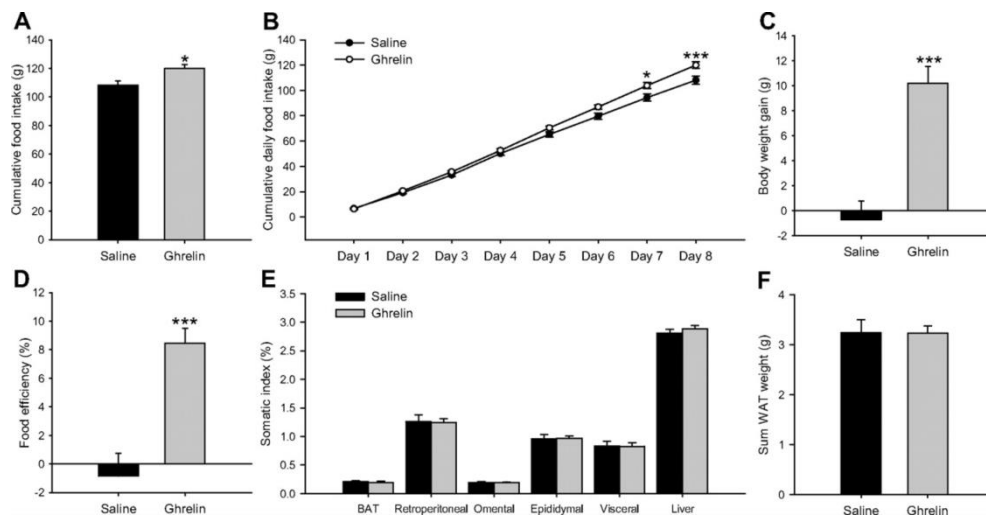 A
Cumulative food intake (g)
140
120
100
80
60
40
20
0
*
Saline
Ghrelin
B
Cumulative daily food intake (g)
140
120
100
80
60
40
20
0
Saline
Ghrelin
*
***
Day 1 Day 2 Day 3 Day 4 Day 5 Day 6 Day 7 Day 8
C
Body weight gain (g)
14
12
10
8
6
4
2
0
-2
***
Saline
Ghrelin
D
Food efficiency (%)
12
10
8
6
4
2
0
-2
***
Saline
Ghrelin
E
Somatic index (%)
3.5
3.0
2.5
2.0
1.5
1.0
0.5
0.0
Saline
Ghrelin
BAT Retroperitoneal Omental Epididymal Visceral Liver
F
Sum WAT weight (g)
4
3
2
1
0
Saline
Ghrelin